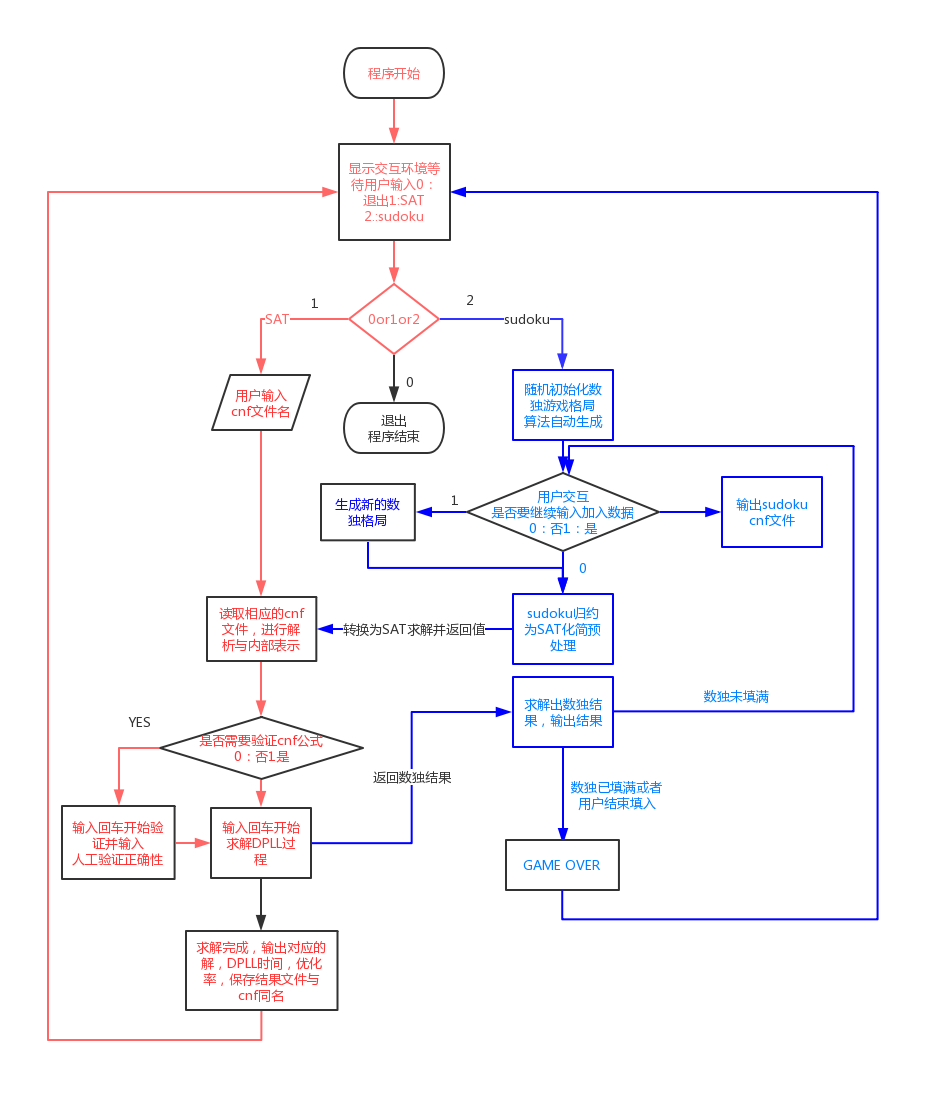 程序开始
显示交互环境等
待用户输入0：
退出1:SAT
2.:sudoku
1
2
SAT
0or1or2
sudoku
0
用户输入
cnf文件名
退出
程序结束
随机初始化数
独游戏格局
算法自动生成
生成新的数
独格局
1
用户交互
是否要继续输入加入数据
0：否1：是
输出sudoku
cnf文件
0
读取相应的cnf
文件，进行解
析与内部表示
转换为SAT求解并返回值
sudoku归约
为SAT化简预
处理
求解出数独结
果，输出结果
数独未填满
YES
是否需要验证cnf公式
0：否1是
返回数独结果
数独已填满或者
用户结束填入
输入回车开始验
证并输入
人工验证正确性
输入回车开始
求解DPLL过
程
GAME OVER
求解完成，输出对应的
解，DPLL时间，优化
率，保存结果文件与
cnf同名